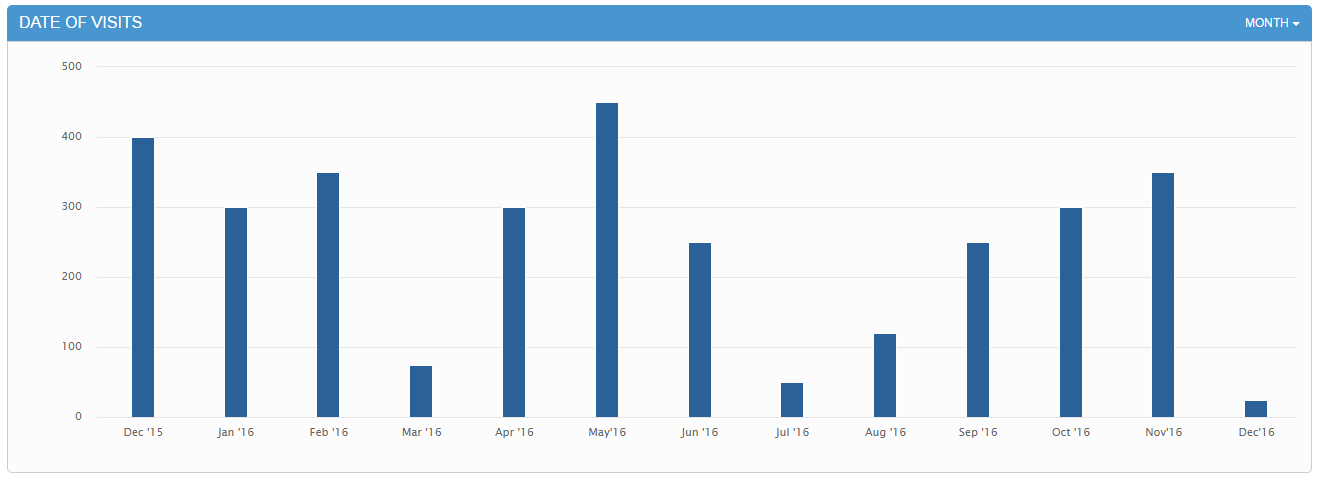 DATE OF VISITS
MONTH
500
400
300
200
100
0
Dec '15 Jan '16 Feb '16 Mar '16 Apr '16 May'16 Jun '16 Jul '16 Aug '16 Sep '16 Oct '16 Nov'16 Dec'16